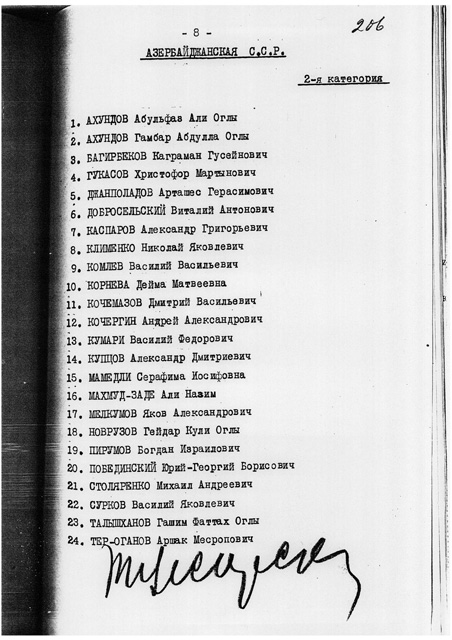 - 8 -
206
АЗЕРБАЙДЖАНСКАЯ С.С.Р.
2-я категория
1. АХУНДОВ Абульфаз Али Оглы
2. АХУНДОВ Гамбар Абдулла Оглы
3. БАГИРБЕКОВ Каграман Гусейнович
4. ГУКАСОВ Христофор Мартынович
5. ДЖАНПОЛАДОВ Арташес Герасимович
6. ДОБРОСЕЛЬСКИЙ Виталий Антонович
7. КАСПАРОВ Александр Григорьевич
8. КЛИМЕНКО Николай Яковлевич
9. КОМЛЕВ Василий Васильевич
10. КОРНЕВА Дейма Матвеевна
11. КОЧЕМАЗОВ Дмитрий Васильевич
12. КОЧЕРГИН Андрей Александрович
13. КУМАРИ Василий Федорович
14. КУПЦОВ Александр Дмитриевич
15. МАМЕДЛИ Серафима Иосифовна
16. МАХМУД-ЗАДЕ Али Назим
17. МЕЛКУМОВ Яков Александрович
18. НОВРУЗОВ Гейдар Кули Оглы
19. ПИРУМОВ Богдан Израилович
20. ПОБЕДИНСКИЙ Юрий-Георгий Борисович
21. СТОЛЯРЕНКО Михаил Андреевич
22. СУРКОВ Василий Яковлевич
23. ТАЛЫШХАНОВ Гашим Фаттах Оглы
24. ТЕР-ОГАНОВ Аршак Месропович